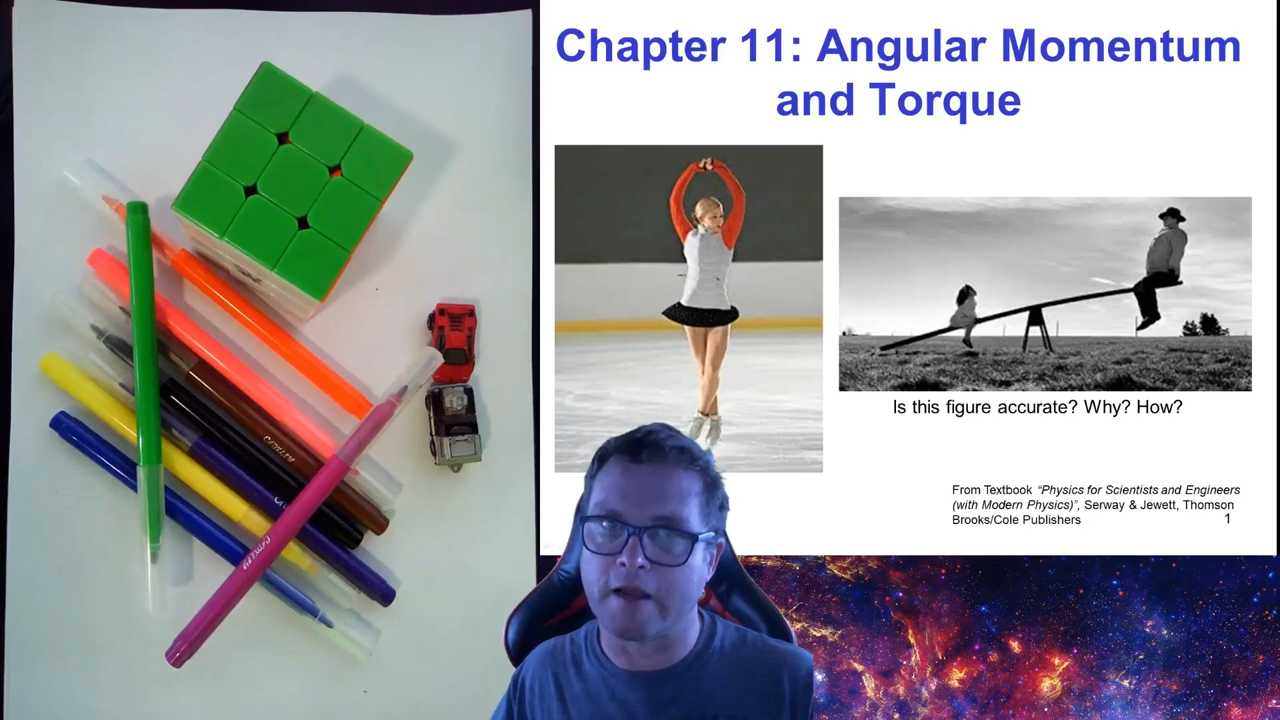 Chapter 11: Angular Momentum
and Torque
Is this figure accurate? Why? How?
From Textbook “Physics for Scientists and Engineers
(with Modern Physics)”, Serway & Jewett, Thomson
Brooks/Cole Publishers
1